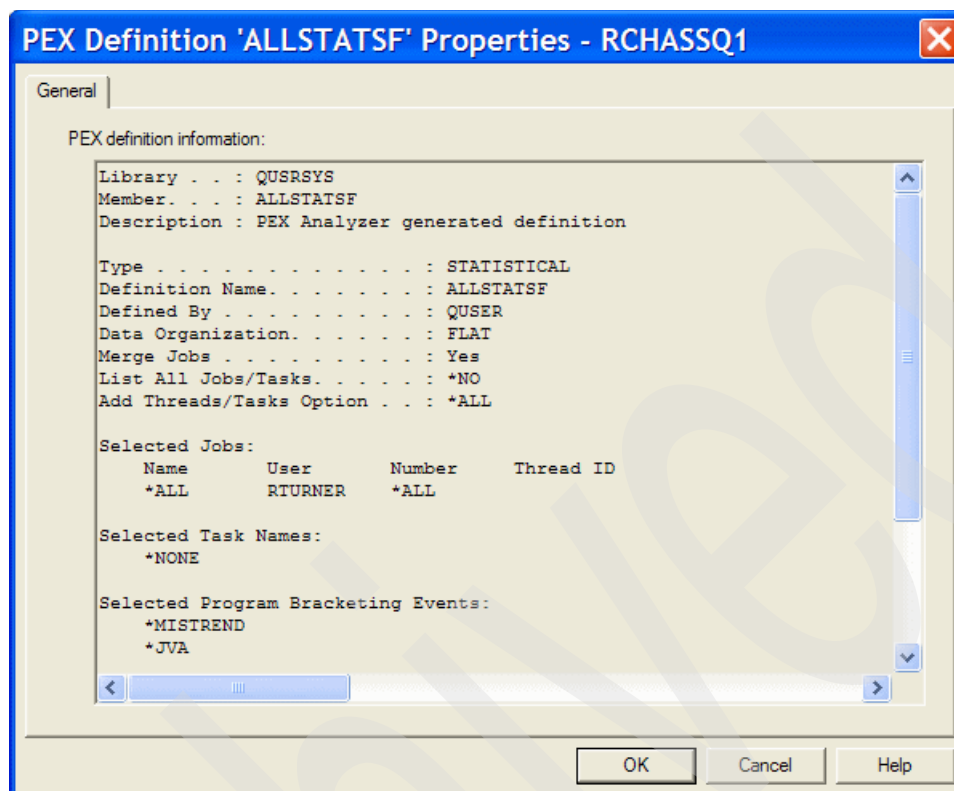 PEX Definition 'ALLSTATSF' Properties - RCHASSQ1
General
PEX definition information:
Library . . : QUSRSYS
Member. . . : ALLSTATSF
Description : PEX Analyzer generated definition
Type . . . . . . . . . . . . : STATISTICAL
Definition Name. . . . . . . : ALLSTATSF
Defined By . . . . . . . . . : QUSER
Data Organization. . . . . . : FLAT
Merge Jobs . . . . . . . . . : Yes
List All Jobs/Tasks. . . . . : *NO
Add Threads/Tasks Option . . : *ALL
Selected Jobs:
Name User Number Thread ID
*ALL RTURNER *ALL
Selected Task Names:
*NONE
Selected Program Bracketing Events:
*MISTREND
*JVA
OK Cancel Help